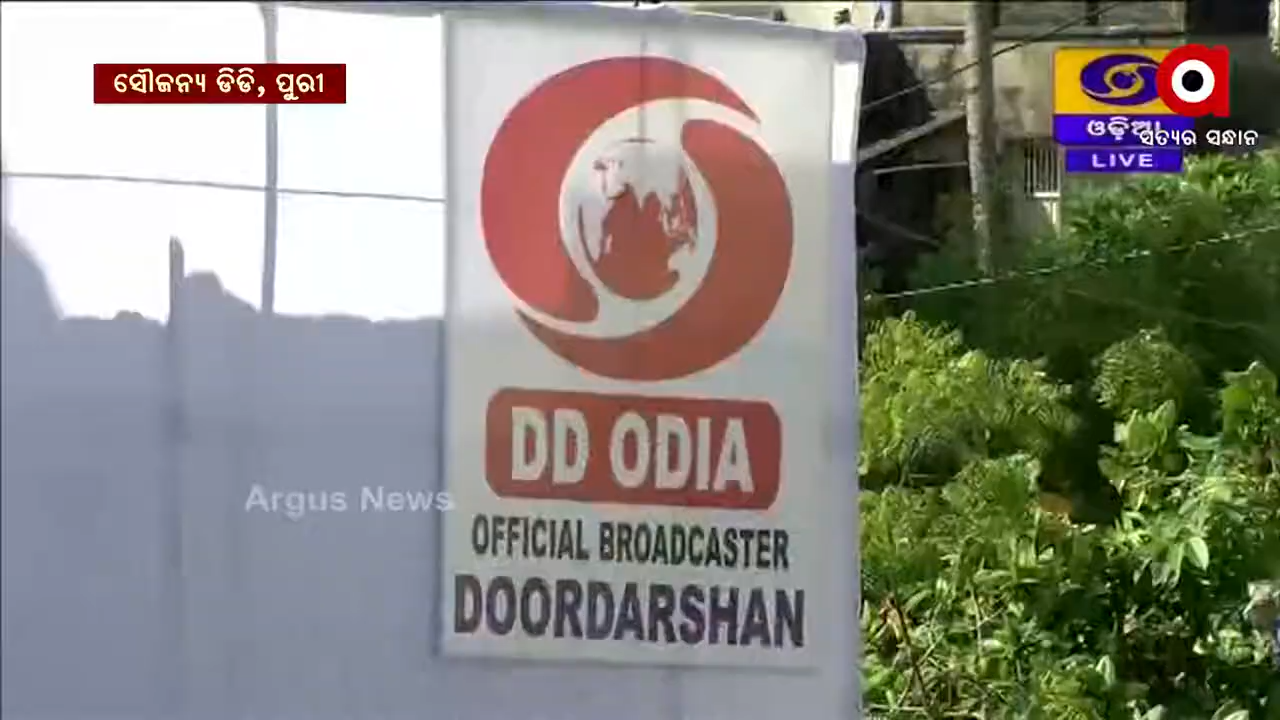 ସୌଜନ୍ୟ ଡିଡି, ପୁରୀ
ଓଡ଼ିଆ
ସତ୍ୟର ସନ୍ଧାନ
LIVE
DD ODIA
Argus News
OFFICIAL BROADCASTER
DOORDARSHAN